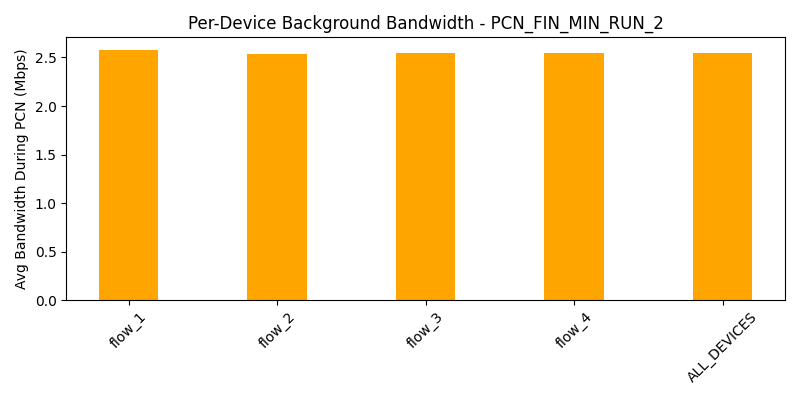 Per-Device Background Bandwidth - PCN_FIN_MIN_RUN_2
Avg Bandwidth During PCN (Mbps)
2.5
2.0
1.5
1.0
0.5
0.0
flow_1
flow_2
flow_3
flow_4
ALL_DEVICES